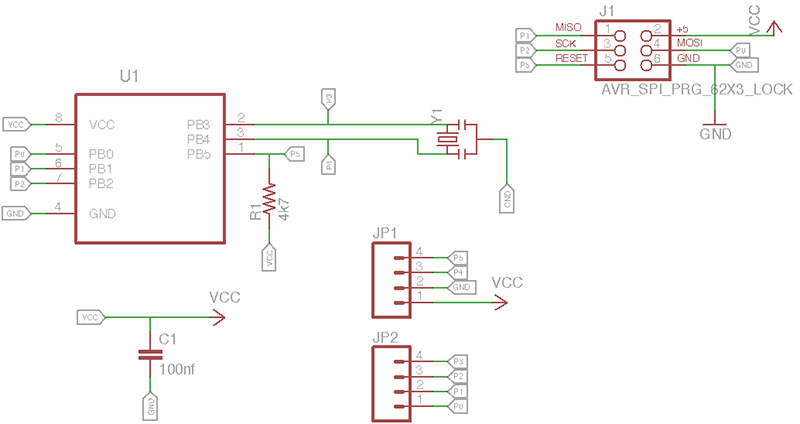 J1
VCC
P1 MISO 1 2 +5
P2 SCK 3 4 MOSI P0
P5 RESET 5 6 GND GND
AVR_SPI_PRG_62X3_LOCK
GND
U1
VCC 8 VCC
P0 5 PB0
P1 6 PB1
P2 7 PB2
GND 4 GND
PB3 2
PB4 3
PB5 1 P5
P3
P4
Y1
GND
R1
4k7
VCC
JP1
4 P5
3 P4
2 GND
1
VCC
VCC
VCC
C1
100nf
GND
JP2
4 P3
3 P2
2 P1
1 P0